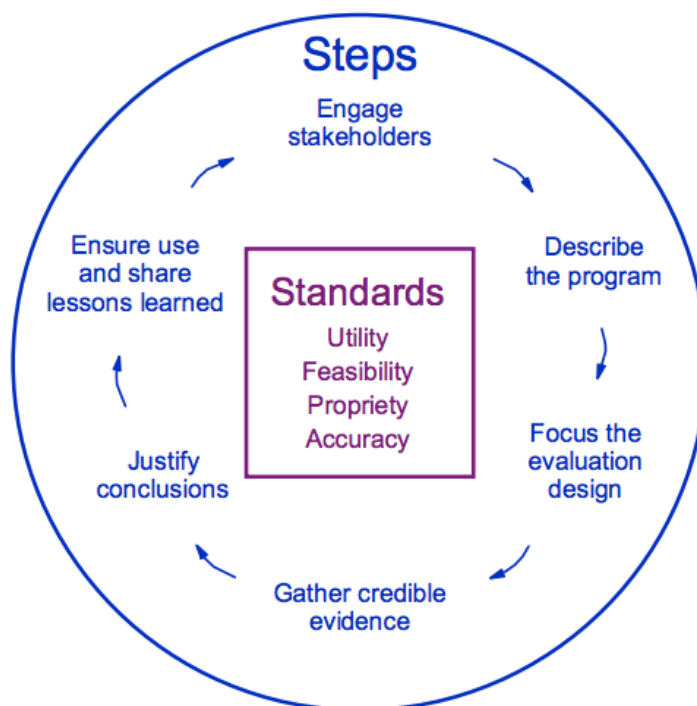 Steps
Engage
stakeholders
Describe
the program
Focus the
evaluation
design
Gather credible
evidence
Justify
conclusions
Ensure use
and share
lessons learned
Standards
Utility
Feasibility
Propriety
Accuracy